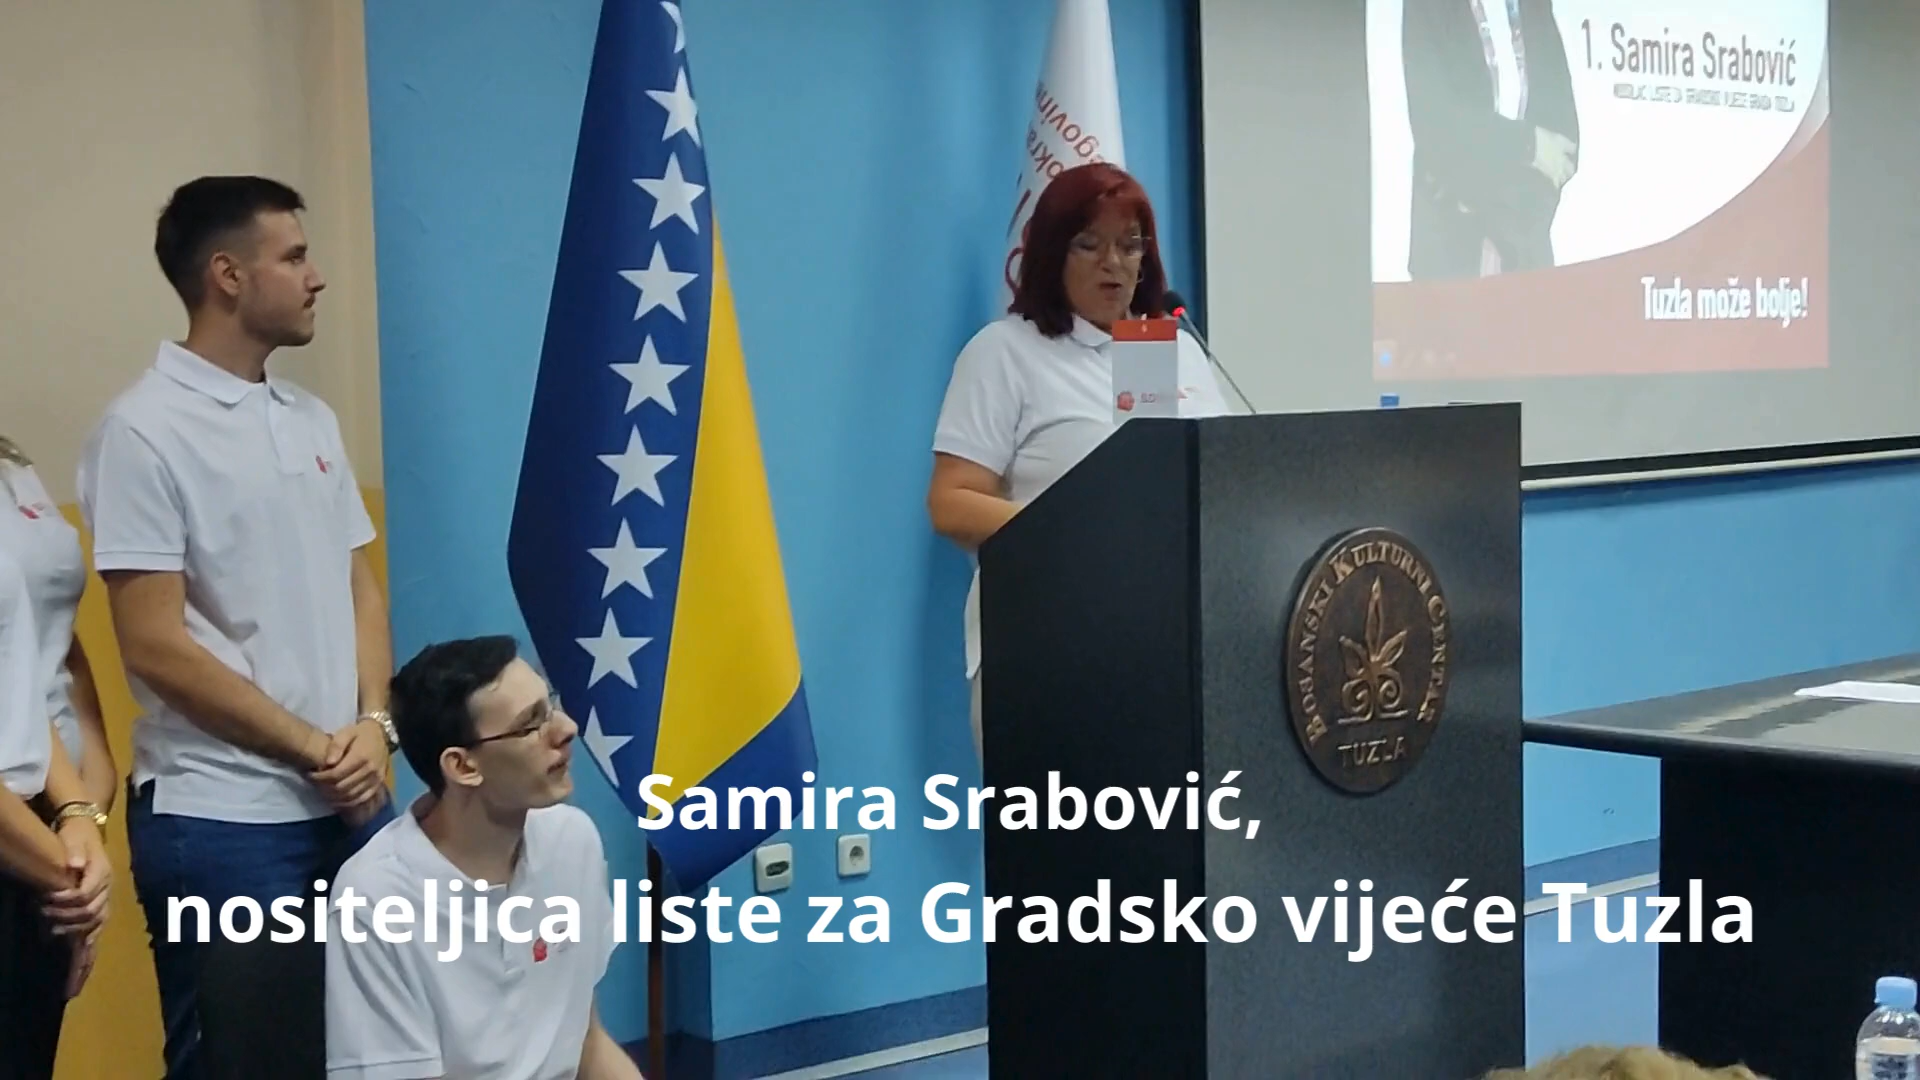 1. Samira Srabović
Tuzla može bolje!
BOSANSKI KULTURNI CENTAR
TUZLA
Samira Srabović,
nositeljica liste za Gradsko vijeće Tuzla